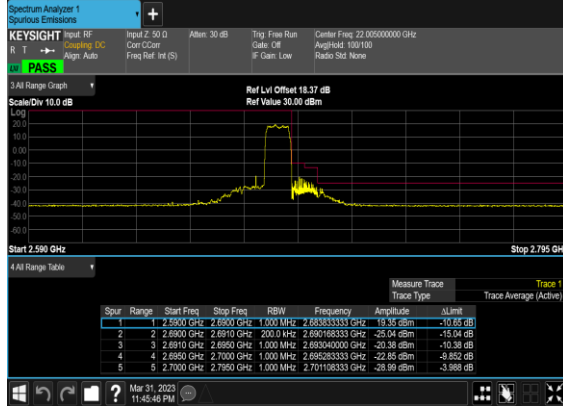 Spectrum Analyzer 1
Spurious Emissions
+
KEYSIGHT Input: RF Input Z: 50 Ω Atten: 30 dB Trig: Free Run Center Freq: 22.005000000 GHz
R T Coupling: DC Corr CCorr Gate: Off Avg|Hold: 100/100
Align: Auto Freq Ref: Int (S) IF Gain: Low Radio Std: None
PASS
3 All Range Graph
Ref Lvl Offset 18.37 dB
Scale/Div 10.0 dB Ref Value 30.00 dBm
Log
20.0
10.0
0.00
-10.0
-20.0
-30.0
-40.0
-50.0
-60.0
Start 2.590 GHz Stop 2.795 GH
4 All Range Table
Measure Trace Trace 1
Trace Type Trace Average (Active)
Spur Range Start Freq Stop Freq RBW Frequency Amplitude ΔLimit
1 1 2.5900 GHz 2.6900 GHz 1.000 MHz 2.683833333 GHz 19.35 dBm -10.65 dB
2 2 2.6900 GHz 2.6910 GHz 200.0 kHz 2.690168333 GHz -25.04 dBm -15.04 dB
3 3 2.6910 GHz 2.6950 GHz 1.000 MHz 2.693040000 GHz -20.38 dBm -10.38 dB
4 4 2.6950 GHz 2.7000 GHz 1.000 MHz 2.695283333 GHz -22.85 dBm -9.852 dB
5 5 2.7000 GHz 2.7950 GHz 1.000 MHz 2.701108333 GHz -28.99 dBm -3.988 dB
? Mar 31, 2023
11:45:46 PM